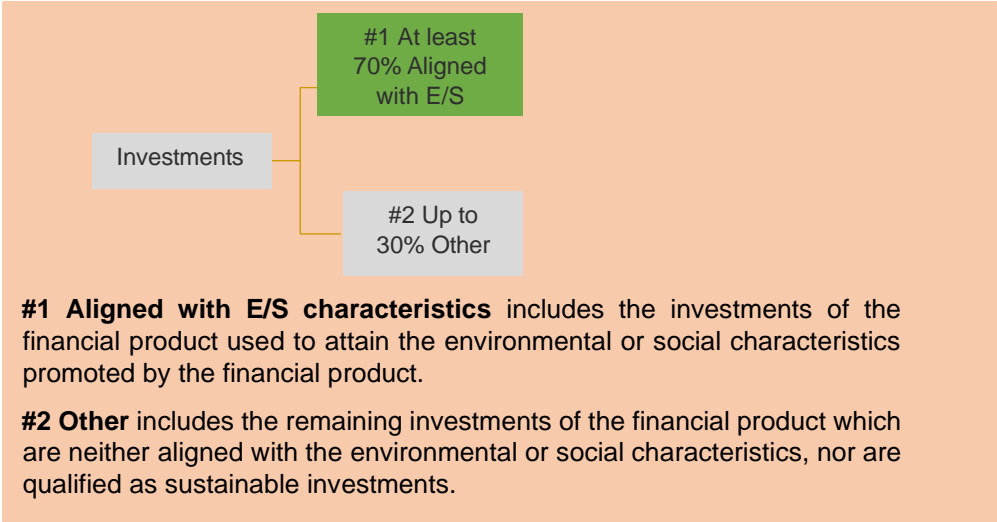 #1 At least
70% Aligned
with E/S
Investments
#2 Up to
30% Other
#1 Aligned with E/S characteristics includes the investments of the
financial product used to attain the environmental or social characteristics
promoted by the financial product.
#2 Other includes the remaining investments of the financial product which
are neither aligned with the environmental or social characteristics, nor are
qualified as sustainable investments.